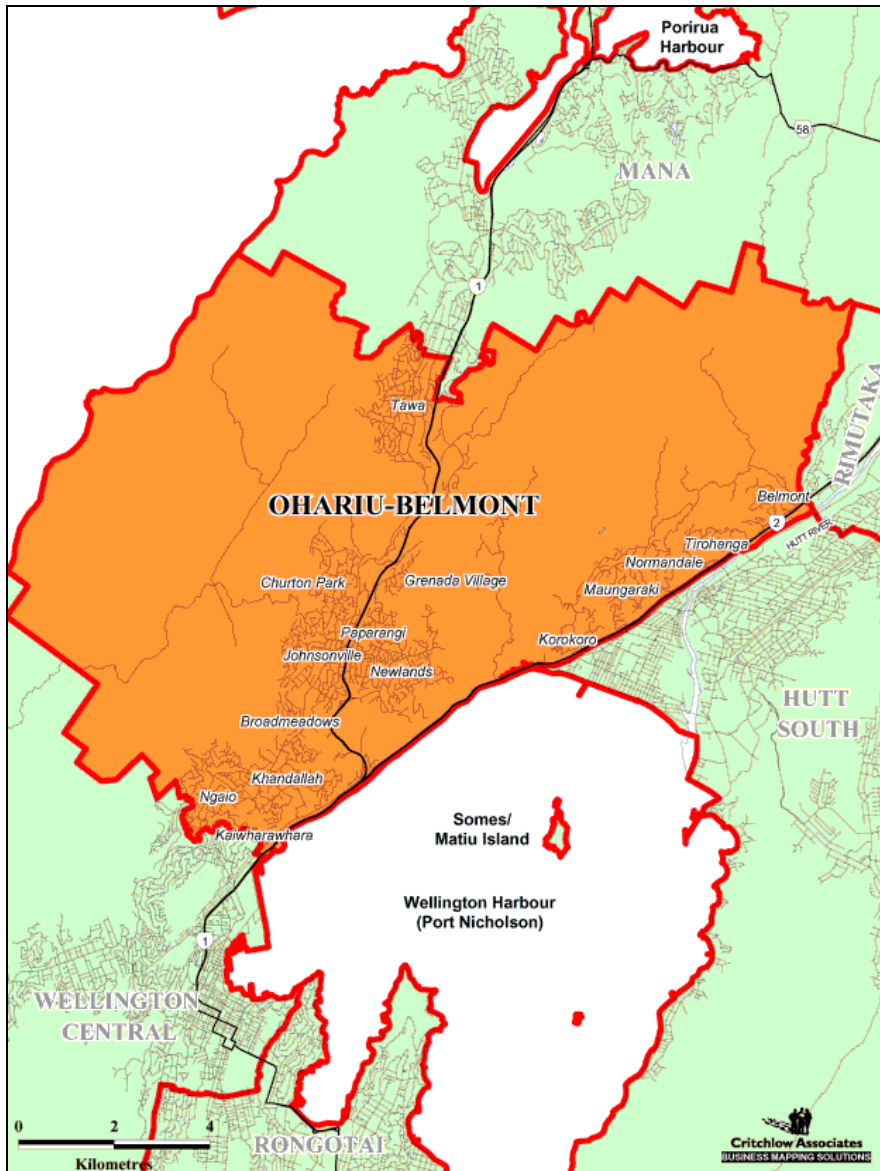 Porirua
Harbour
58
MANA
1
RIMUTAKA
Tawa
OHARIU-BELMONT
Belmont
2
HUTT RIVER
Tirohanga
Normandale
Churton Park
Grenada Village
Maungaraki
Paparangi
Korokoro
Johnsonville
Newlands
HUTT
SOUTH
Broadmeadows
Khandallah
Ngaio
Kaiwharawhara
Somes/
Matiu Island
Wellington Harbour
(Port Nicholson)
1
WELLINGTON
CENTRAL
0 2 4
Kilometres
RONGOTAI
Critchlow Associates
BUSINESS MAPPING SOLUTIONS